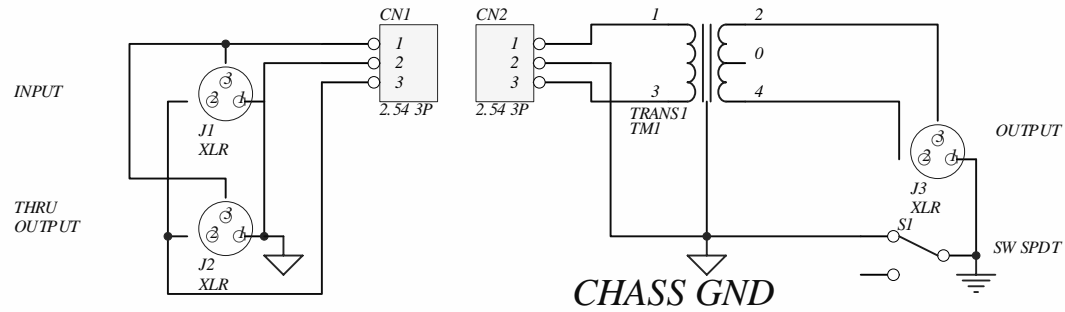 CN1
CN2
1
2
1
1
0
2
2
3
INPUT
3
3
3
4
2
1
2.54 3P
2.54 3P
TRANS1
TM1
J1
XLR
3
OUTPUT
2
1
J3
XLR
THRU
OUTPUT
3
2
1
S1
SW SPDT
J2
XLR
CHASS GND